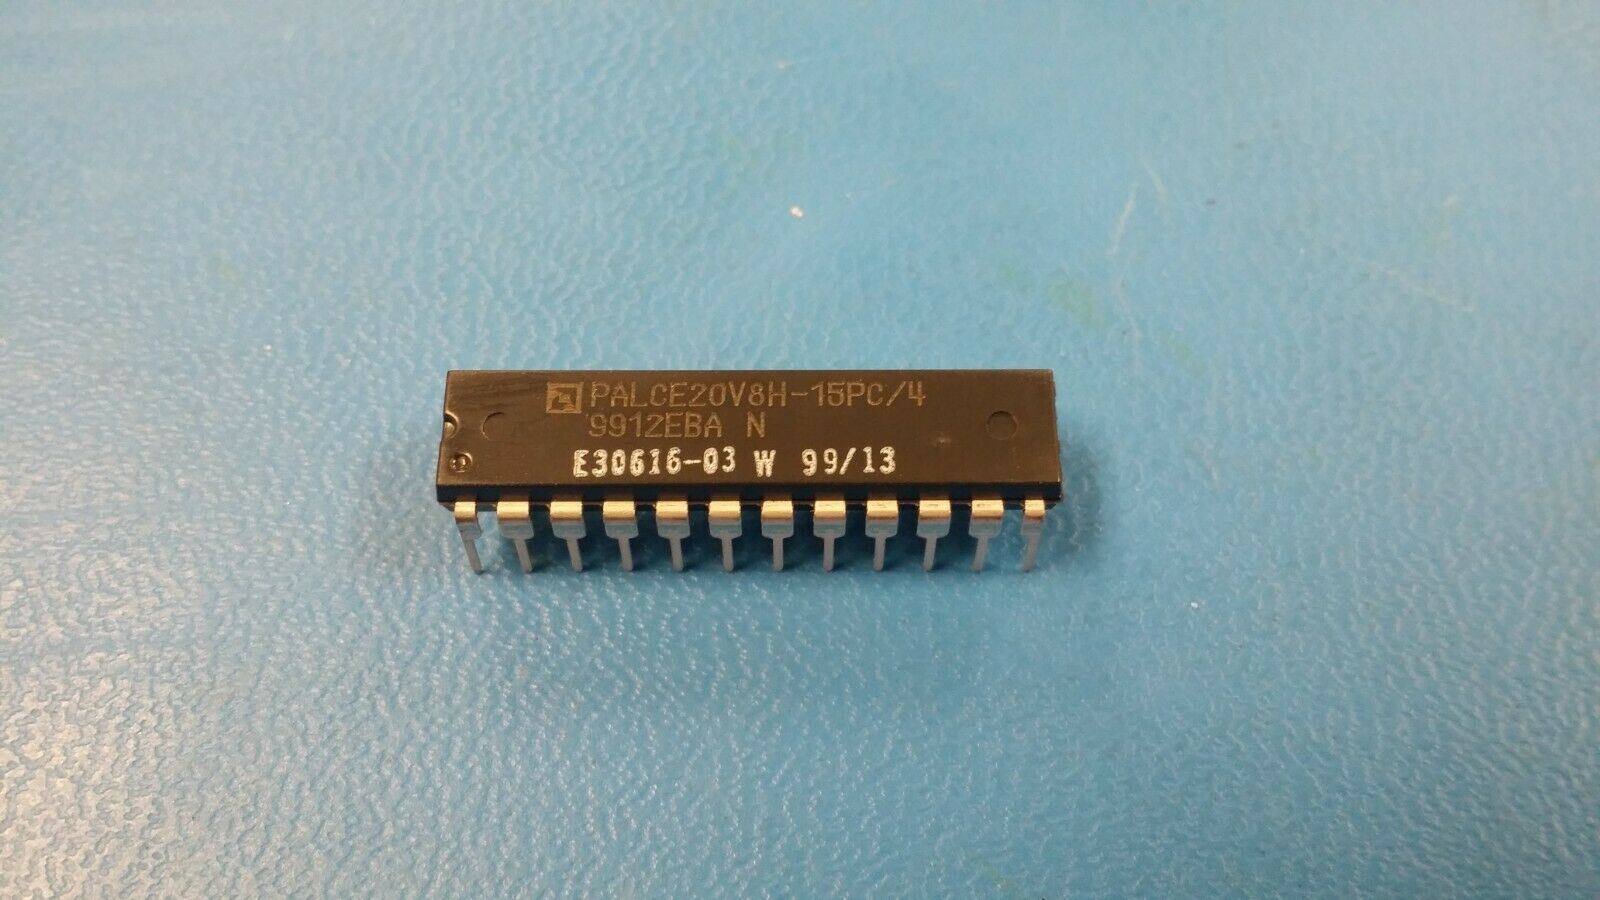 PALCE20V8H-15PC/4
9912EBA N
E30616-03 W 99/13